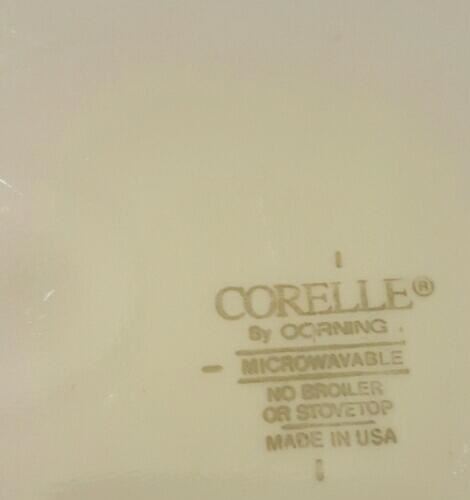 CORELLE®
By CORNING
MICROWAVABLE
NO BROILER
OR STOVETOP
MADE IN USA